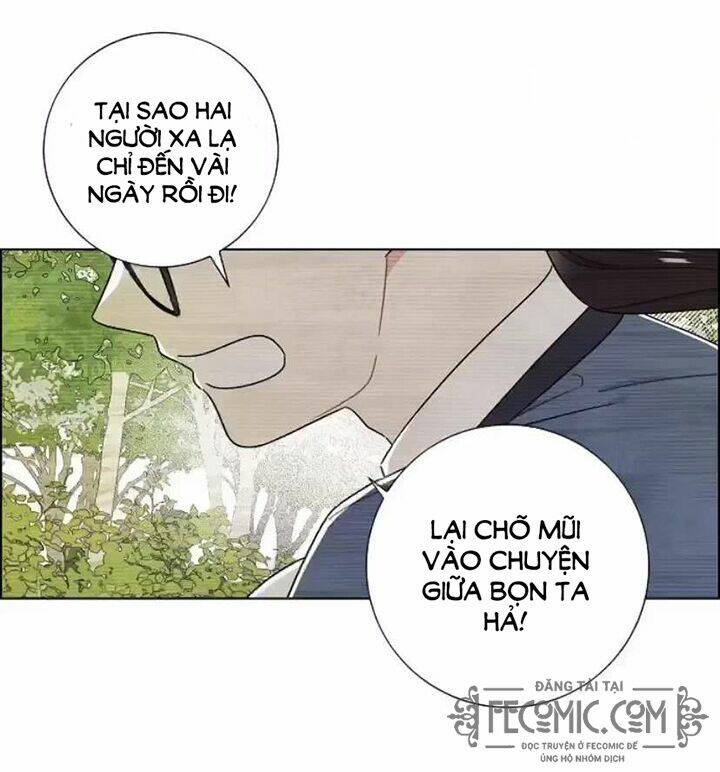 TẠI SAO HAI
NGƯỜI XA LẠ
CHỈ ĐẾN VÀI
NGÀY RỒI ĐI!
LẠI CHÕ MŨI
VÀO CHUYỆN
GIỮA BỌN TA
HẢ!
ĐĂNG TẢI TẠI
FECOMIC.COM
ĐỌC TRUYỆN Ở FECOMIC ĐỂ
ỦNG HỘ NHÓM DỊCH